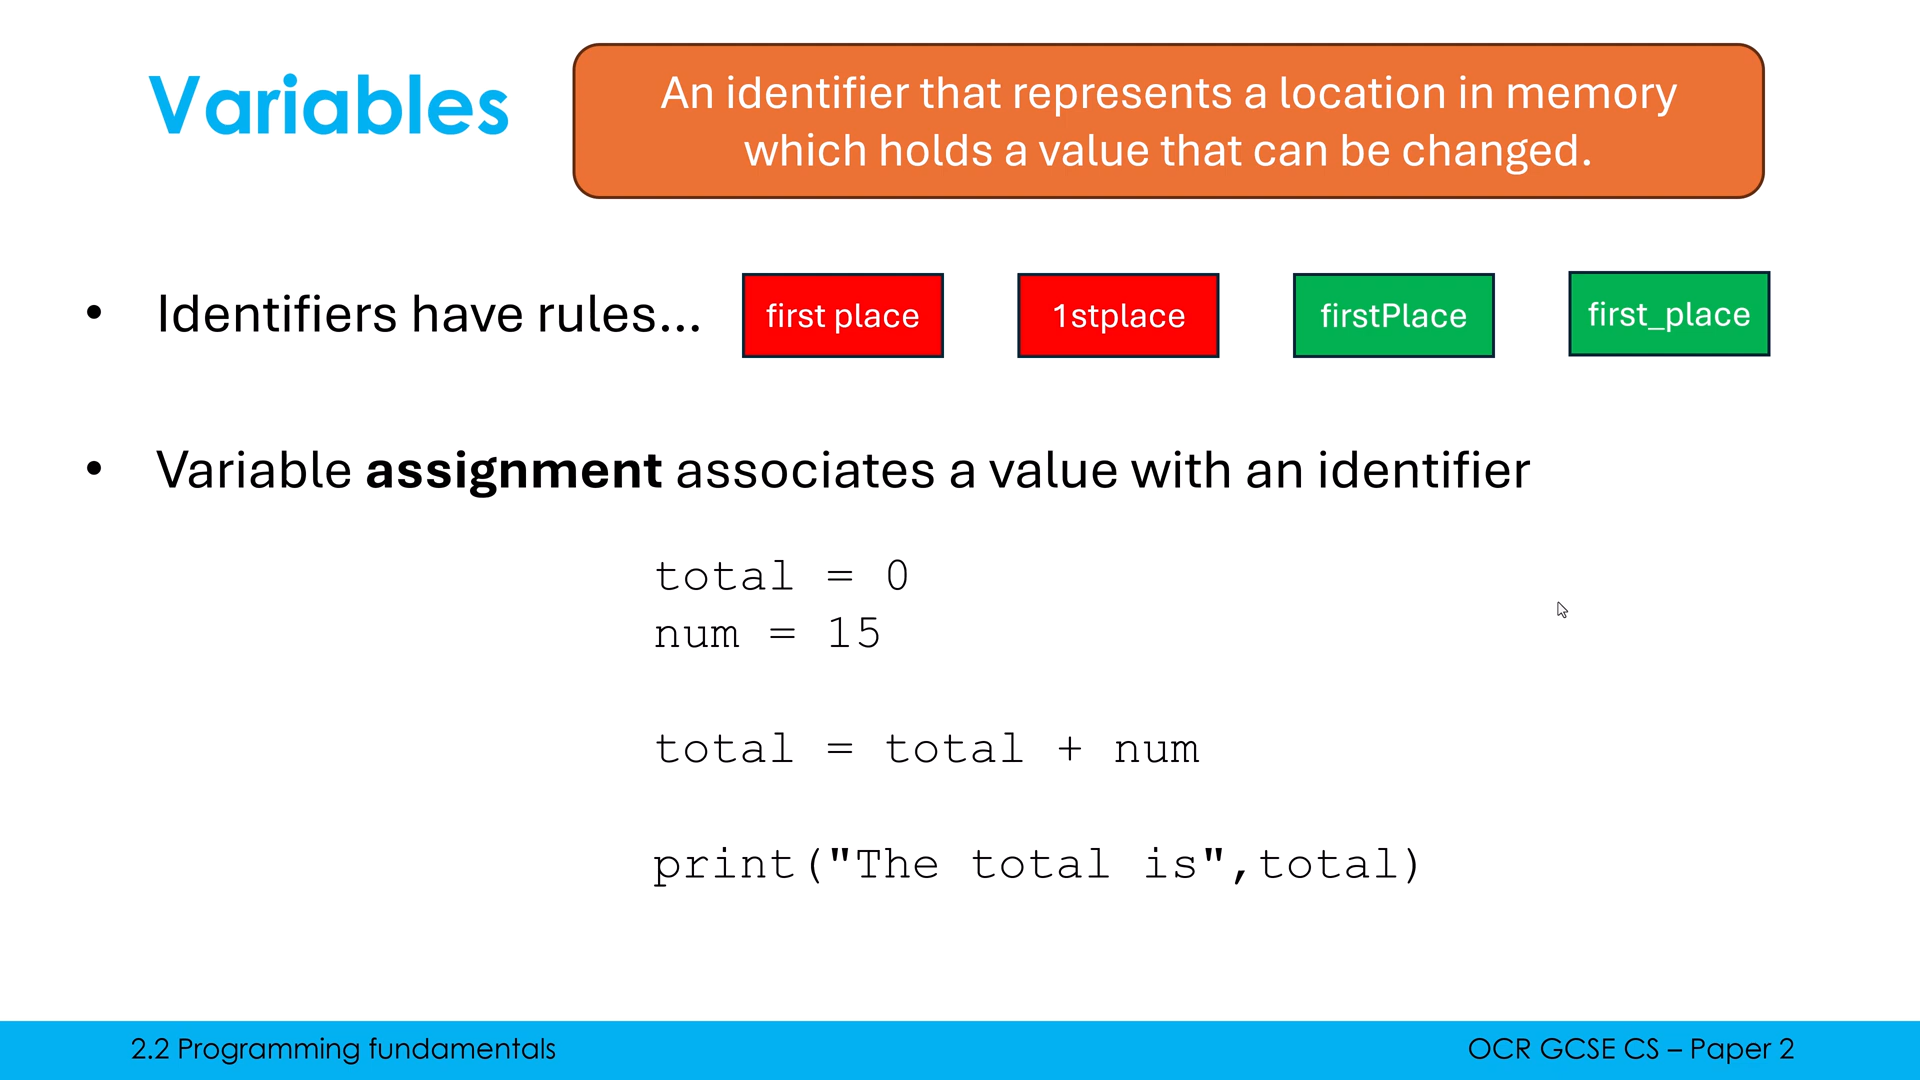 Variables
An identifier that represents a location in memory
which holds a value that can be changed.
• Identifiers have rules...
first place
1stplace
firstPlace
first_place
• Variable assignment associates a value with an identifier
total = 0
num = 15
total = total + num
print("The total is",total)
2.2 Programming fundamentals
OCR GCSE CS – Paper 2